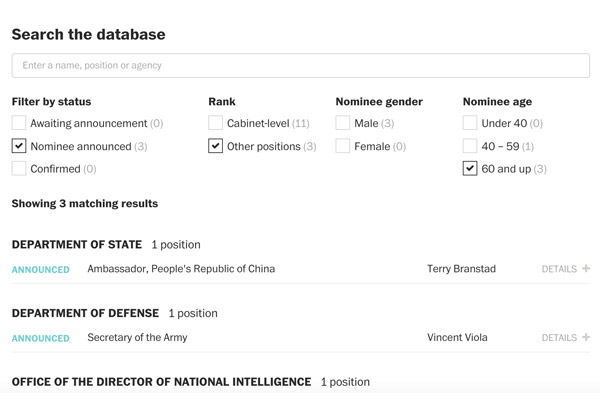 Search the database
Enter a name, position or agency
Filter by status
Awaiting announcement (0)
Nominee announced (3)
Confirmed (0)
Rank
Cabinet-level (11)
Other positions (3)
Nominee gender
Male (3)
Female (0)
Nominee age
Under 40 (0)
40 – 59 (1)
60 and up (3)
Showing 3 matching results
DEPARTMENT OF STATE 1 position
ANNOUNCED Ambassador, People's Republic of China Terry Branstad DETAILS +
DEPARTMENT OF DEFENSE 1 position
ANNOUNCED Secretary of the Army Vincent Viola DETAILS +
OFFICE OF THE DIRECTOR OF NATIONAL INTELLIGENCE 1 position